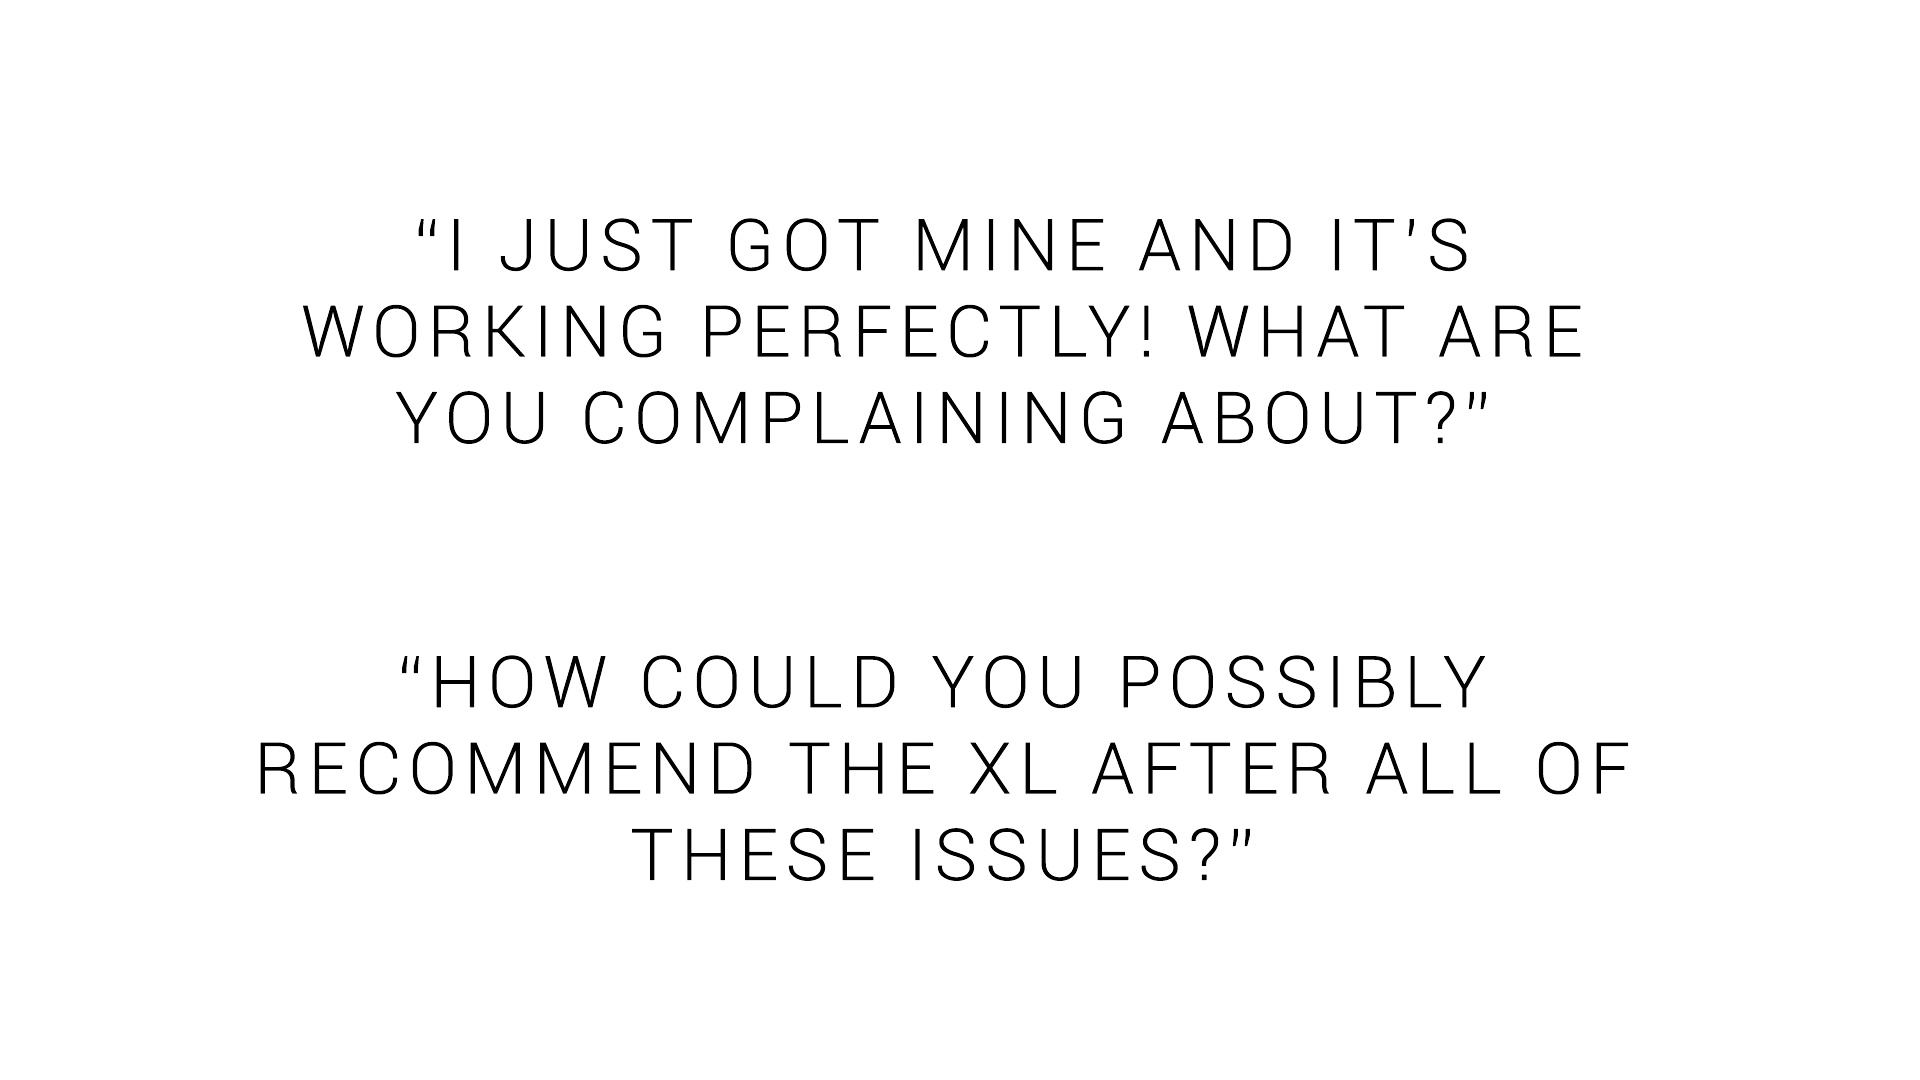 “I JUST GOT MINE AND IT’S
WORKING PERFECTLY! WHAT ARE
YOU COMPLAINING ABOUT?”
“HOW COULD YOU POSSIBLY
RECOMMEND THE XL AFTER ALL OF
THESE ISSUES?”